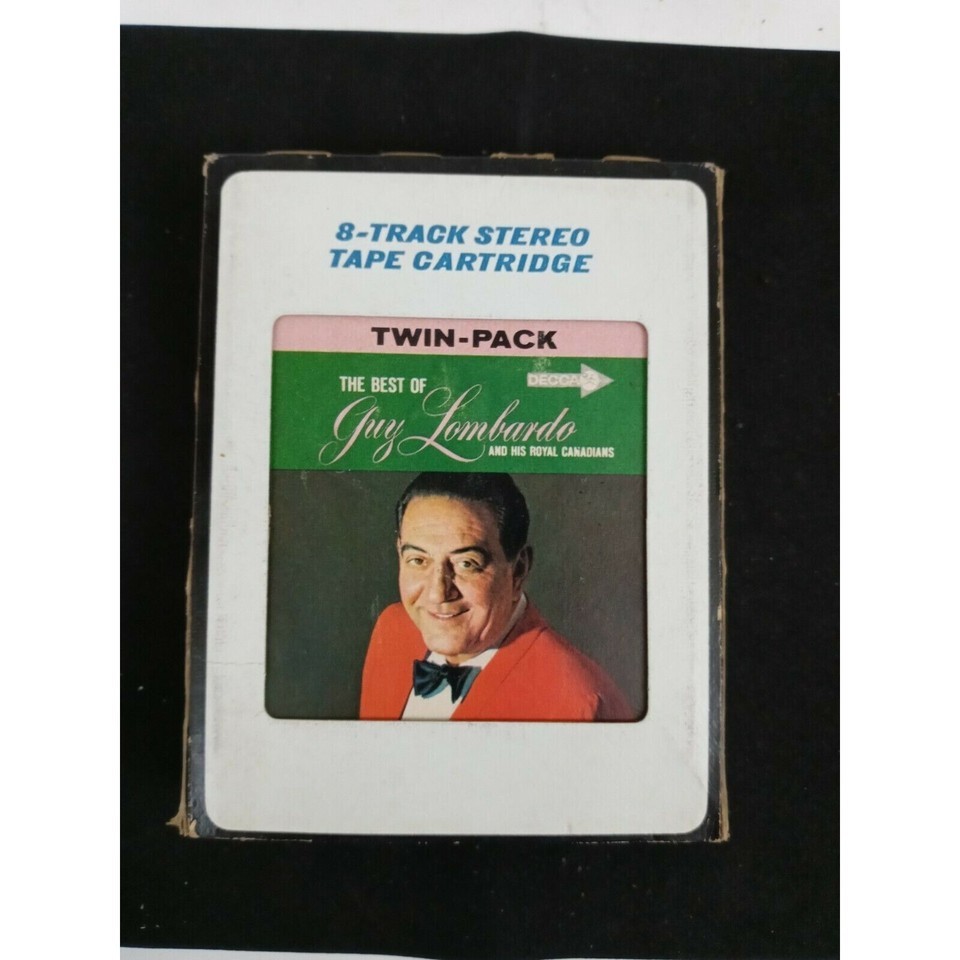 8-TRACK STEREO
TAPE CARTRIDGE
TWIN-PACK
DECCA
THE BEST OF
Guy Lombardo
AND HIS ROYAL CANADIANS